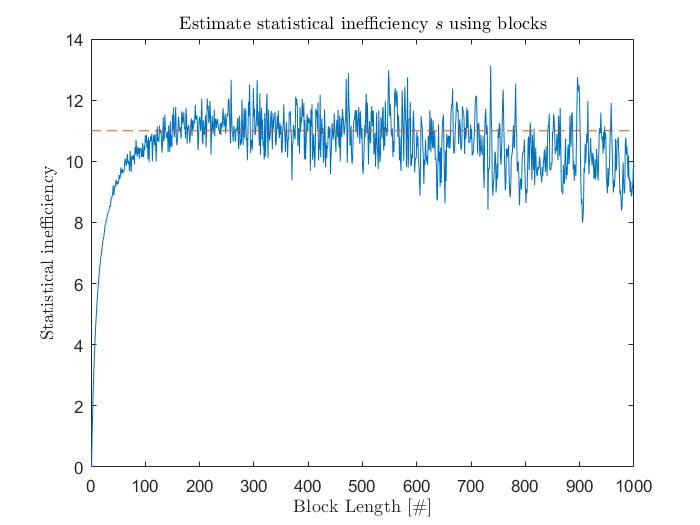 Estimate statistical inefficiency s using blocks
Statistical inefficiency
14
12
10
8
6
4
2
0
0 100 200 300 400 500 600 700 800 900 1000
Block Length [#]